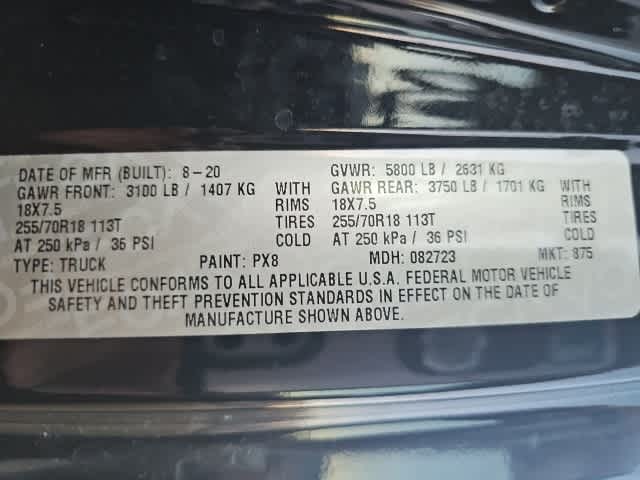 DATE OF MFR (BUILT): 8-20 GVWR: 5800 LB / 2631 KG
GAWR FRONT: 3100 LB / 1407 KG WITH GAWR REAR: 3750 LB / 1701 KG WITH
18X7.5 RIMS 18X7.5 RIMS
255/70R18 113T TIRES 255/70R18 113T TIRES
AT 250 kPa / 36 PSI COLD AT 250 kPa / 36 PSI COLD
TYPE: TRUCK PAINT: PX8 MDH: 082723 MKT: 875
THIS VEHICLE CONFORMS TO ALL APPLICABLE U.S.A. FEDERAL MOTOR VEHICLE
SAFETY AND THEFT PREVENTION STANDARDS IN EFFECT ON THE DATE OF
MANUFACTURE SHOWN ABOVE.